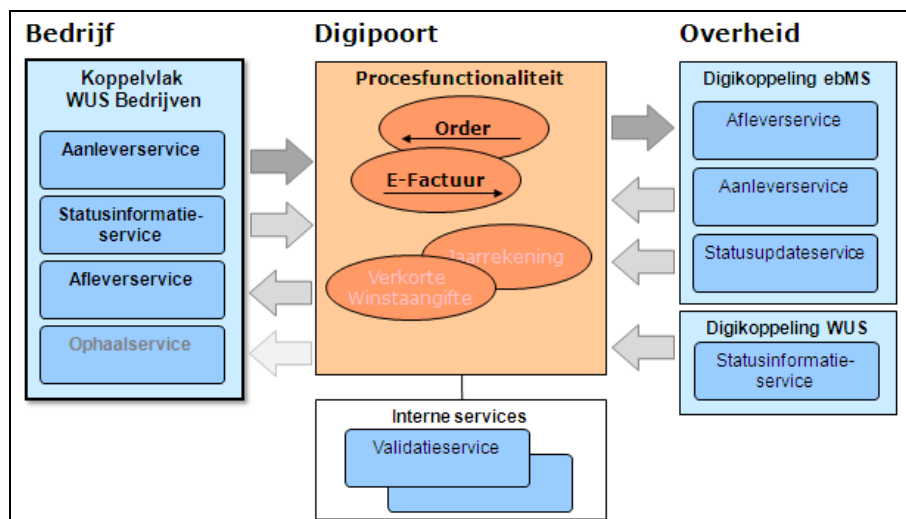 Bedrijf
Koppelvlak
WUS Bedrijven
Aanleverservice
Statusinformatie-
service
Afleverservice
Ophaalservice
Digipoort
Procesfunctionaliteit
Order
E-Factuur
Jaarrekening
Verkorte
Winstaangifte
Interne services
Validatieservice
Overheid
Digikoppeling ebMS
Afleverservice
Aanleverservice
Statusupdateservice
Digikoppeling WUS
Statusinformatie-
service